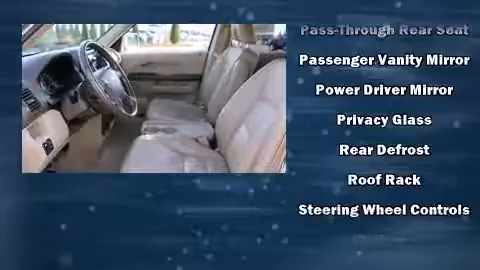 Pass-Through Rear Seat
Passenger Vanity Mirror
Power Driver Mirror
Privacy Glass
Rear Defrost
Roof Rack
Steering Wheel Controls